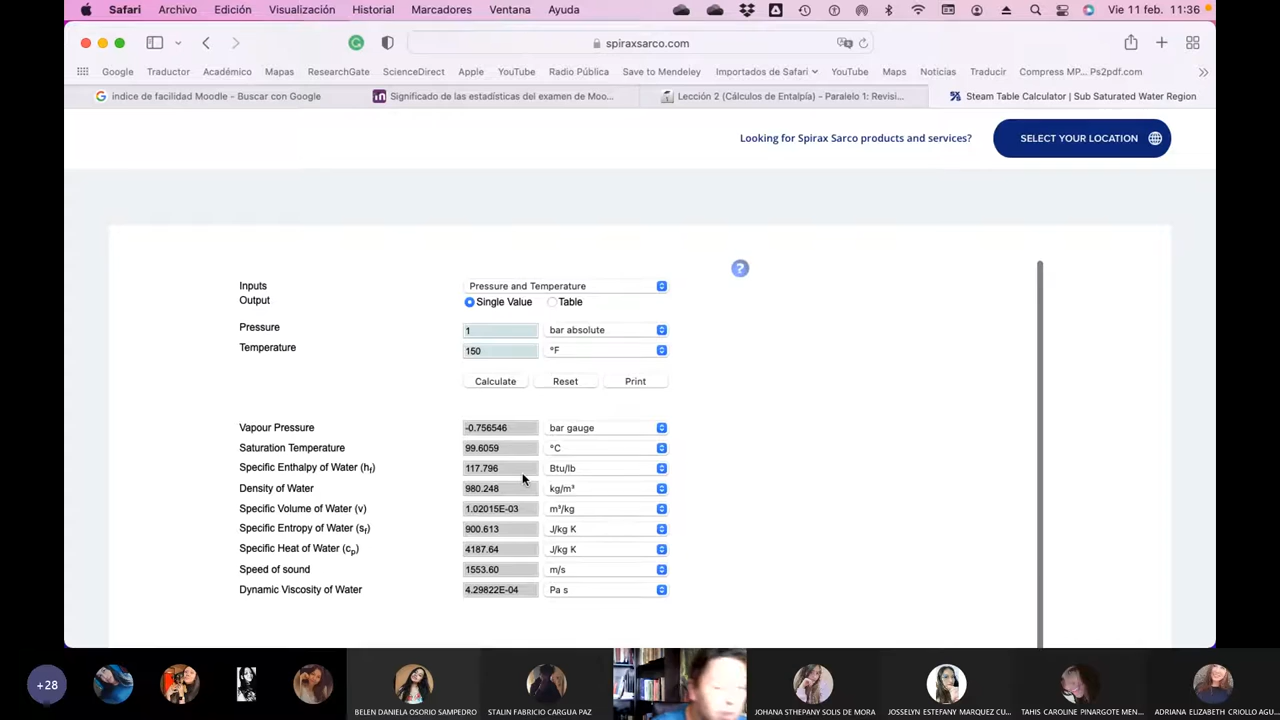 Safari Archivo Edición Visualización Historial Marcadores Ventana Ayuda Vie 11 feb. 11:36
spiraxsarco.com
Google Traductor Académico Mapas ResearchGate ScienceDirect Apple YouTube Radio Pública Save to Mendeley Importados de Safari YouTube Maps Noticias Traducir Compress MP... Ps2pdf.com
índice de facilidad Moodle - Buscar con Google Significado de las estadísticas del examen de Moo... Lección 2 (Cálculos de Entalpía) - Paralelo 1: Revisi... Steam Table Calculator | Sub Saturated Water Region
Looking for Spirax Sarco products and services? SELECT YOUR LOCATION
?
Inputs Pressure and Temperature
Output Single Value Table
Pressure 1 bar absolute
Temperature 150 °F
Calculate Reset Print
Vapour Pressure -0.756546 bar gauge
Saturation Temperature 99.6059 °C
Specific Enthalpy of Water (hf) 117.796 Btu/lb
Density of Water 980.248 kg/m³
Specific Volume of Water (v) 1.02015E-03 m³/kg
Specific Entropy of Water (sf) 900.613 J/kg K
Specific Heat of Water (cp) 4187.64 J/kg K
Speed of sound 1553.60 m/s
Dynamic Viscosity of Water 4.29822E-04 Pa s
+28
BELEN DANIELA OSORIO SAMPEDRO STALIN FABRICIO CARGUA PAZ JOHANA STHEPANY SOLIS DE MORA JOSSELYN ESTEFANY MARQUEZ CU... TAHIS CAROLINE PINARGOTE MEN... ADRIANA ELIZABETH CRIOLLO AGU...